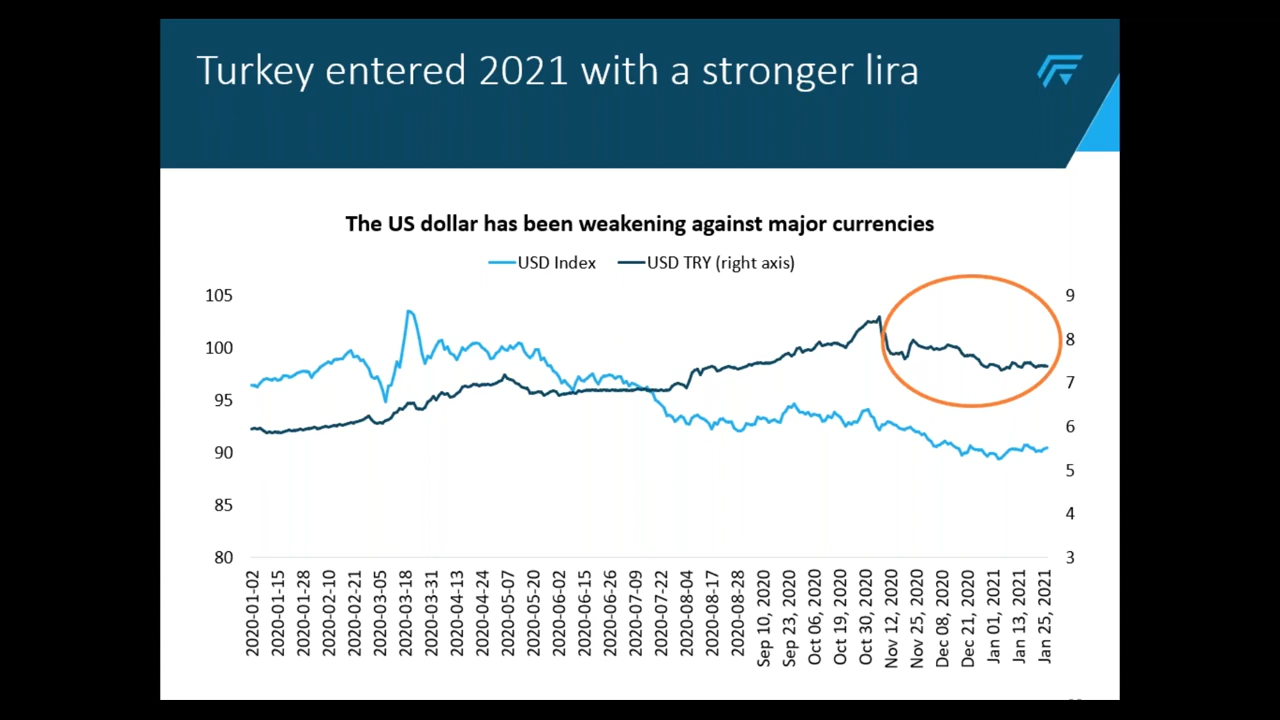 Turkey entered 2021 with a stronger lira
The US dollar has been weakening against major currencies
USD Index USD TRY (right axis)
105
100
95
90
85
80
9
8
7
6
5
4
3
2020-01-02
2020-01-15
2020-01-28
2020-02-10
2020-02-21
2020-03-05
2020-03-18
2020-03-31
2020-04-13
2020-04-24
2020-05-07
2020-05-20
2020-06-02
2020-06-15
2020-06-26
2020-07-09
2020-07-22
2020-08-04
2020-08-17
2020-08-28
Sep 10, 2020
Sep 23, 2020
Oct 06, 2020
Oct 19, 2020
Oct 30, 2020
Nov 12, 2020
Nov 25, 2020
Dec 08, 2020
Dec 21, 2020
Jan 01, 2021
Jan 13, 2021
Jan 25, 2021